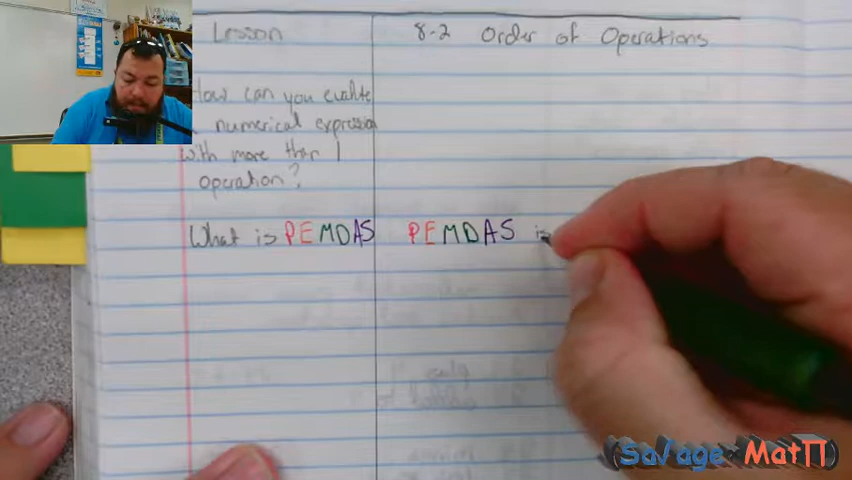 Lesson
8-2 Order of Operations
How can you evalute
numerical expression
with more than 1
operation?
What is PEMDAS
PEMDAS is
Savage MatΠ